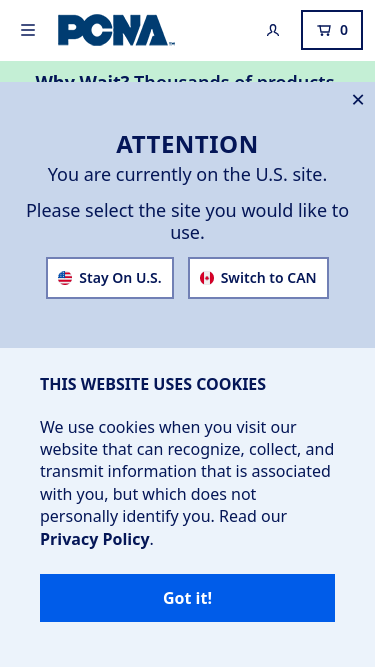 PCNA
0
Why Wait? Thousands of products
ATTENTION
You are currently on the U.S. site.
Please select the site you would like to
use.
Stay On U.S.
Switch to CAN
THIS WEBSITE USES COOKIES
We use cookies when you visit our
website that can recognize, collect, and
transmit information that is associated
with you, but which does not
personally identify you. Read our
Privacy Policy.
Got it!